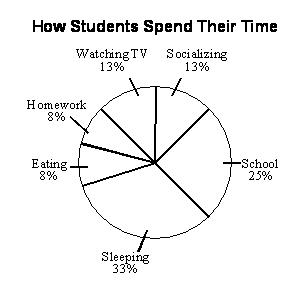 How Students Spend Their Time
Watching TV
13%
Socializing
13%
Homework
8%
Eating
8%
School
25%
Sleeping
33%